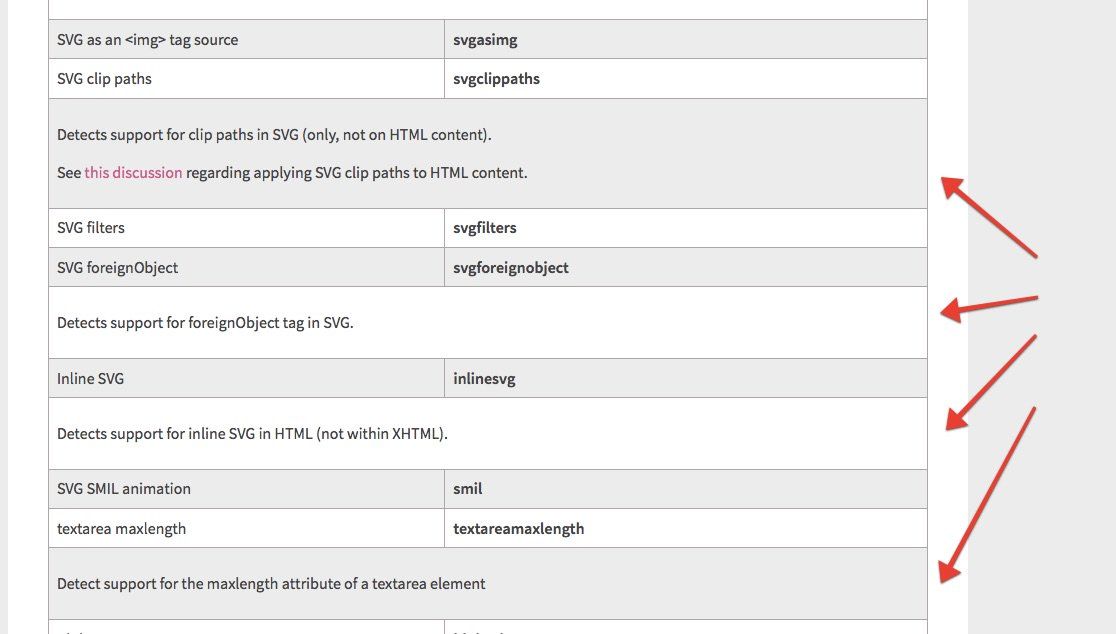 SVG as an <img> tag source svgasimg
SVG clip paths svgclippaths
Detects support for clip paths in SVG (only, not on HTML content).
See this discussion regarding applying SVG clip paths to HTML content.
SVG filters svgfilters
SVG foreignObject svgforeignobject
Detects support for foreignObject tag in SVG.
Inline SVG inlinesvg
Detects support for inline SVG in HTML (not within XHTML).
SVG SMIL animation smil
textarea maxlength textareamaxlength
Detect support for the maxlength attribute of a textarea element